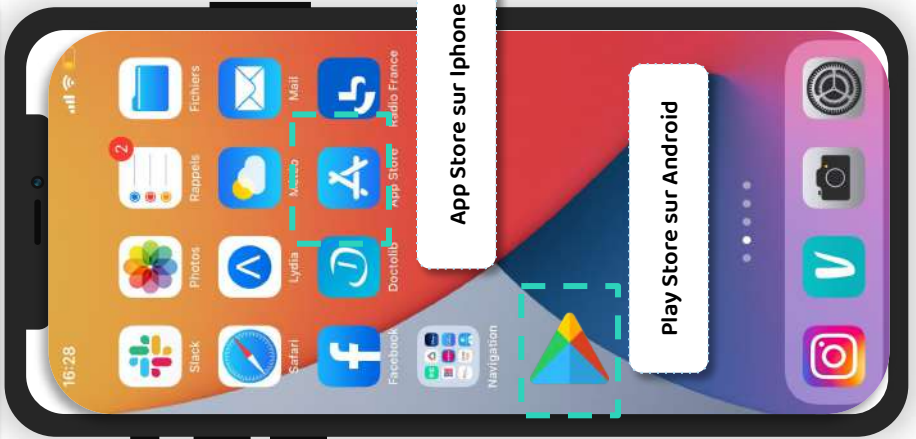 16:28
2
Slack Photos Rappels Fichiers
Safari Lydia Mail
Facebook Doctolib App Store Radio France
App Store sur Iphone
Navigation
Play Store sur Android